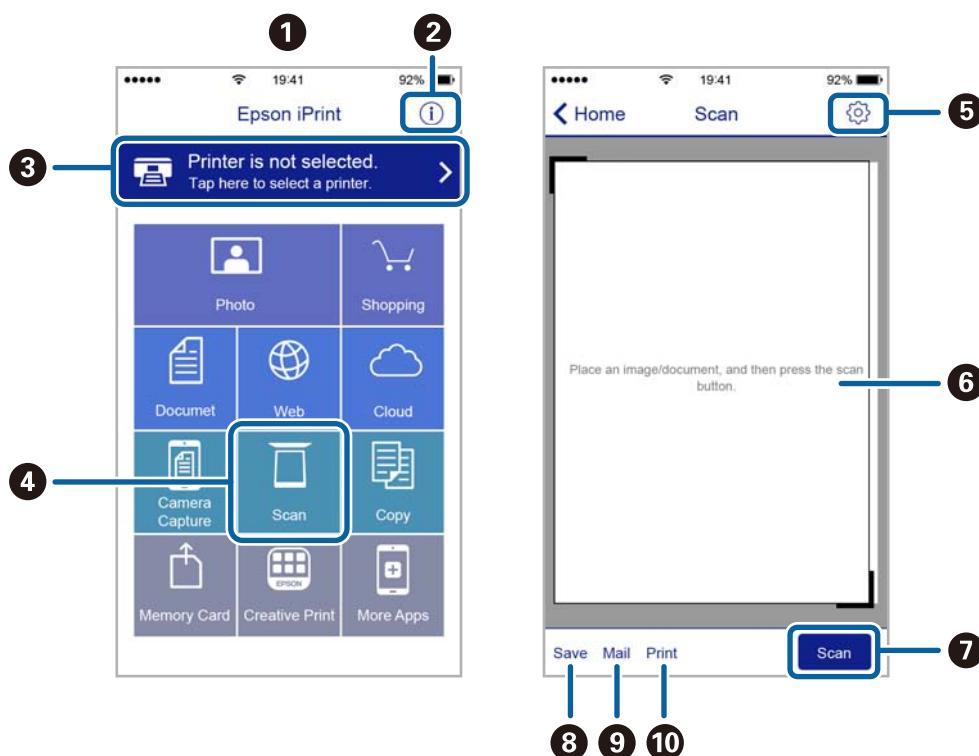 1
2
19:41
92%
Epson iPrint
i
3
Printer is not selected.
Tap here to select a printer.
Photo
Shopping
Documet
Web
Cloud
4
Camera
Capture
Scan
Copy
Memory Card
EPSON
Creative Print
More Apps
19:41
92%
Home
Scan
5
Place an image/document, and then press the scan
button.
6
Save
Mail
Print
Scan
7
8
9
10